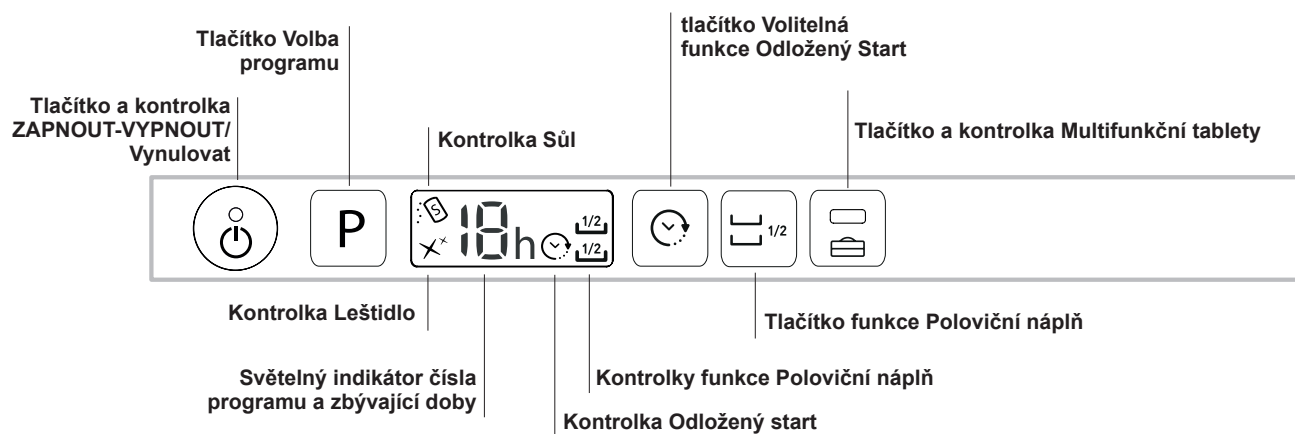 tlačítko Volitelná
funkce Odložený Start
Tlačítko Volba
programu
Tlačítko a kontrolka
ZAPNOUT-VYPNOUT/
Vynulovat
Kontrolka Sůl
Tlačítko a kontrolka Multifunkční tablety
P
S
18h
1/2
1/2
1/2
Kontrolka Leštidlo
Tlačítko funkce Poloviční náplň
Světelný indikátor čísla
programu a zbývající doby
Kontrolky funkce Poloviční náplň
Kontrolka Odložený start